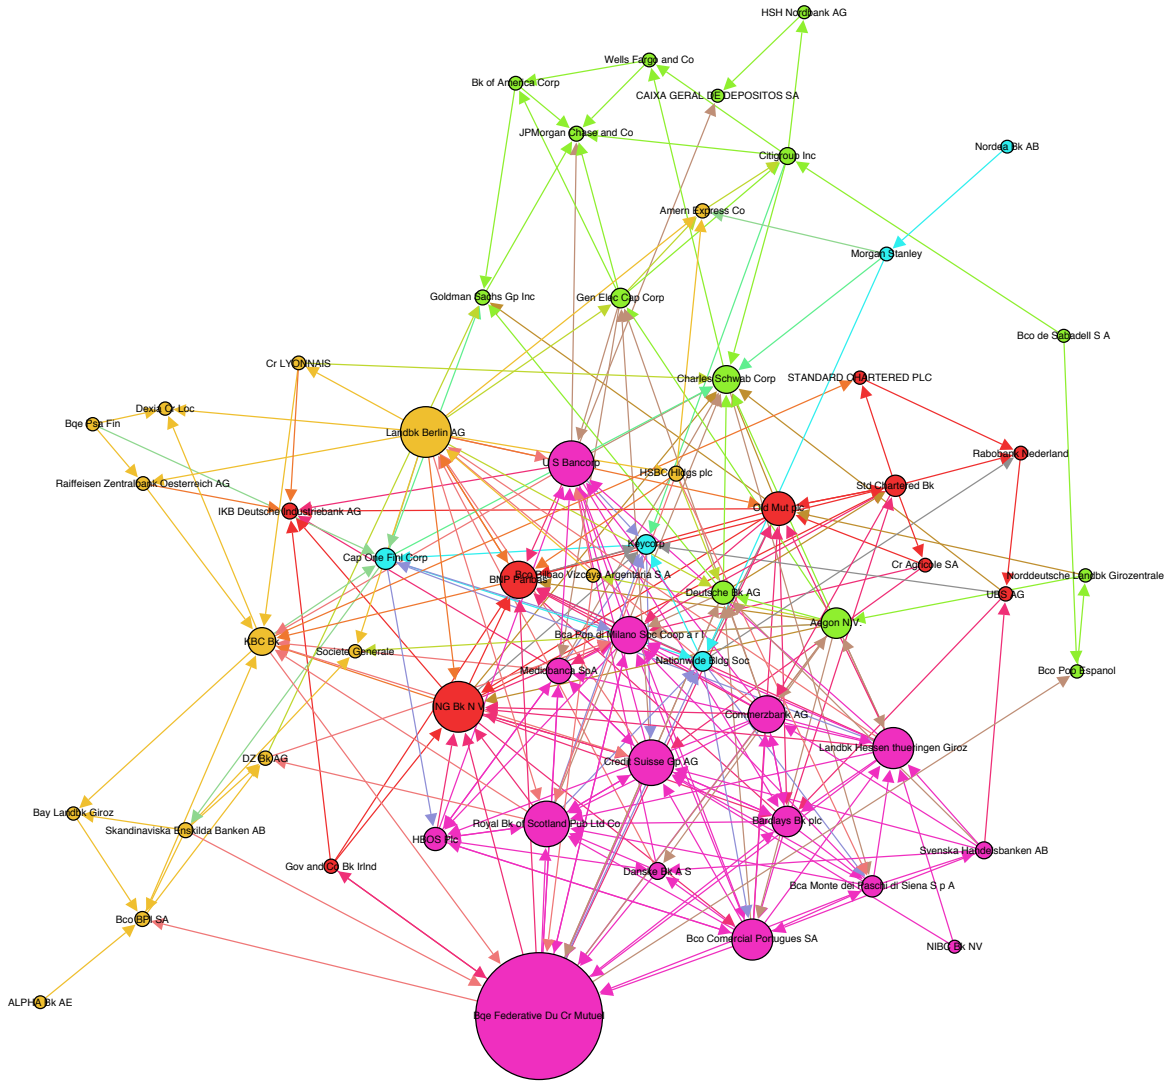 HSH Nordbank AG
Wells Fargo and Co
Bk of America Corp
CAIXA GERAL DE DEPOSITOS SA
JPMorgan Chase and Co
Nordea Bk AB
Citigroup Inc
Amern Express Co
Morgan Stanley
Goldman Sachs Gp Inc
Gen Elec Cap Corp
Bco de Sabadell S A
Cr LYONNAIS
Charles Schwab Corp
STANDARD CHARTERED PLC
Dexia Cr Loc
Bqe Psa Fin
Landbk Berlin AG
Rabobank Nederland
U S Bancorp
HSBC Hldgs plc
Raiffeisen Zentralbank Oesterreich AG
Std Chartered Bk
IKB Deutsche Industriebank AG
Old Mut plc
Keycorp
Cap One Finl Corp
Cr Agricole SA
Bco Bilbao Vizcaya Argentaria S A
Norddeutsche Landbk Girozentrale
BNP Paribas
Deutsche Bk AG
UBS AG
Aegon N.V.
Bca Pop di Milano Soc Coop a r l
KBC Bk
Societe Generale
Nationwide Bldg Soc
Mediobanca SpA
Bco Pop Espanol
ING Bk N V
Commerzbank AG
Landbk Hessen thueringen Giroz
DZ Bk AG
Credit Suisse Gp AG
Bay Landbk Giroz
Royal Bk of Scotland Pub Ltd Co
Barclays Bk plc
Skandinaviska Enskilda Banken AB
HBOS Plc
Svenska Handelsbanken AB
Gov and Co Bk Irlnd
Danske Bk A S
Bca Monte dei Paschi di Siena S p A
Bco BPI SA
Bco Comercial Portugues SA
NIBC Bk NV
ALPHA Bk AE
Bqe Federative Du Cr Mutuel